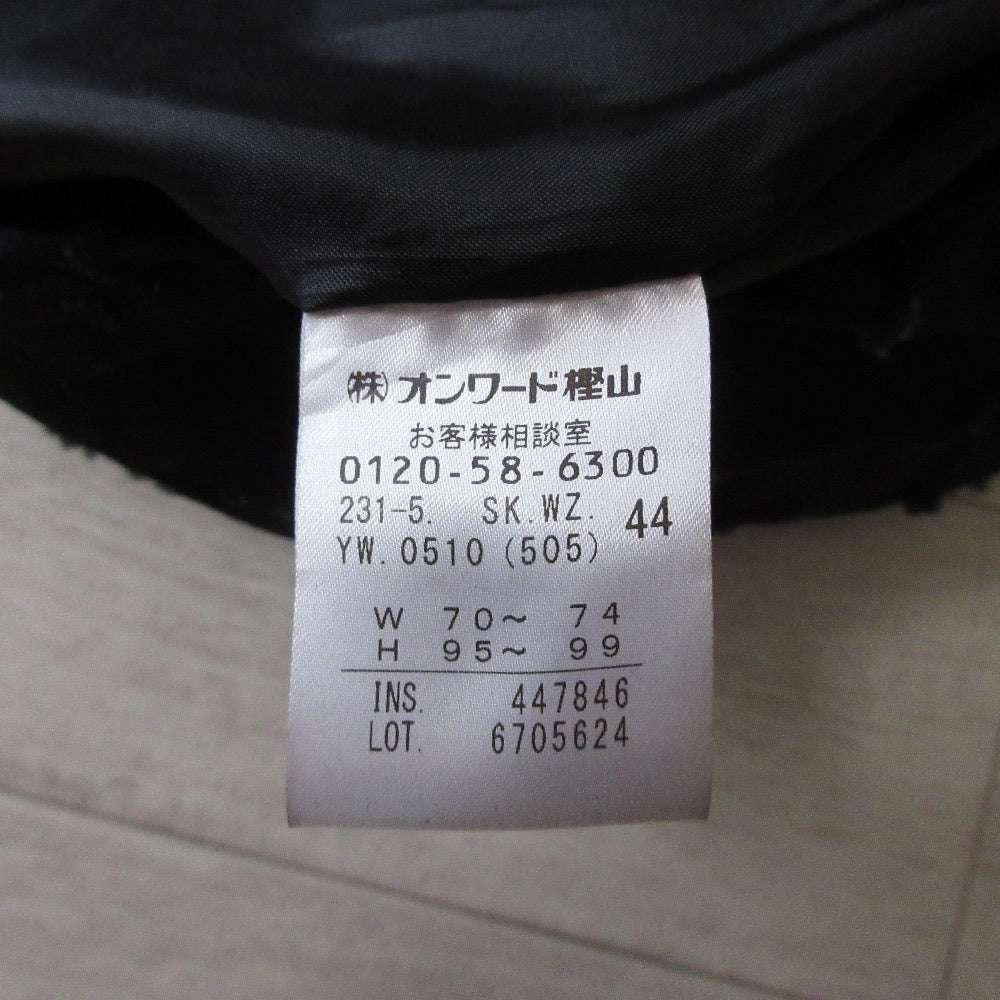 ㈱オンワード樫山
お客様相談室
0120-58-6300
231-5. SK.WZ. 44
YW.0510(505)
W 70～ 74
H 95～ 99
INS. 447846
LOT. 6705624